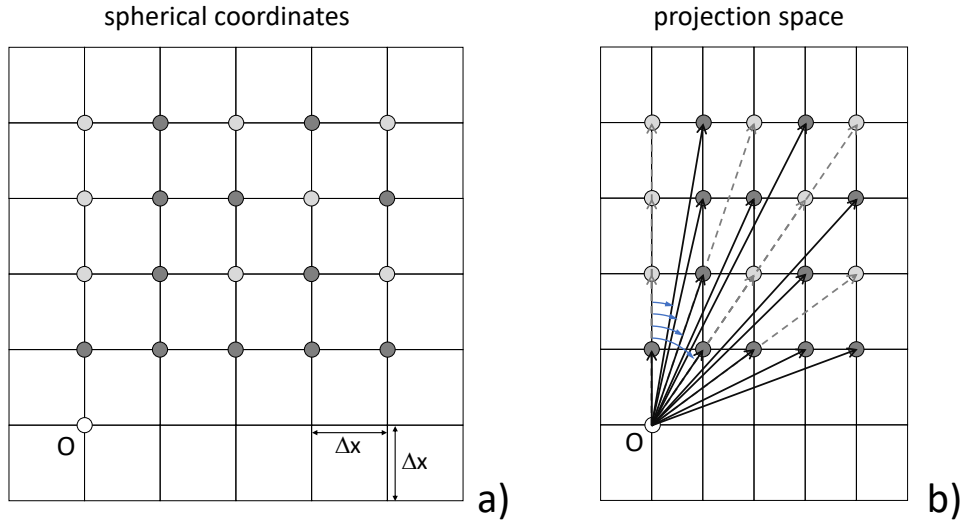 spherical coordinates
O
Δx
Δx
a)
projection space
O
b)